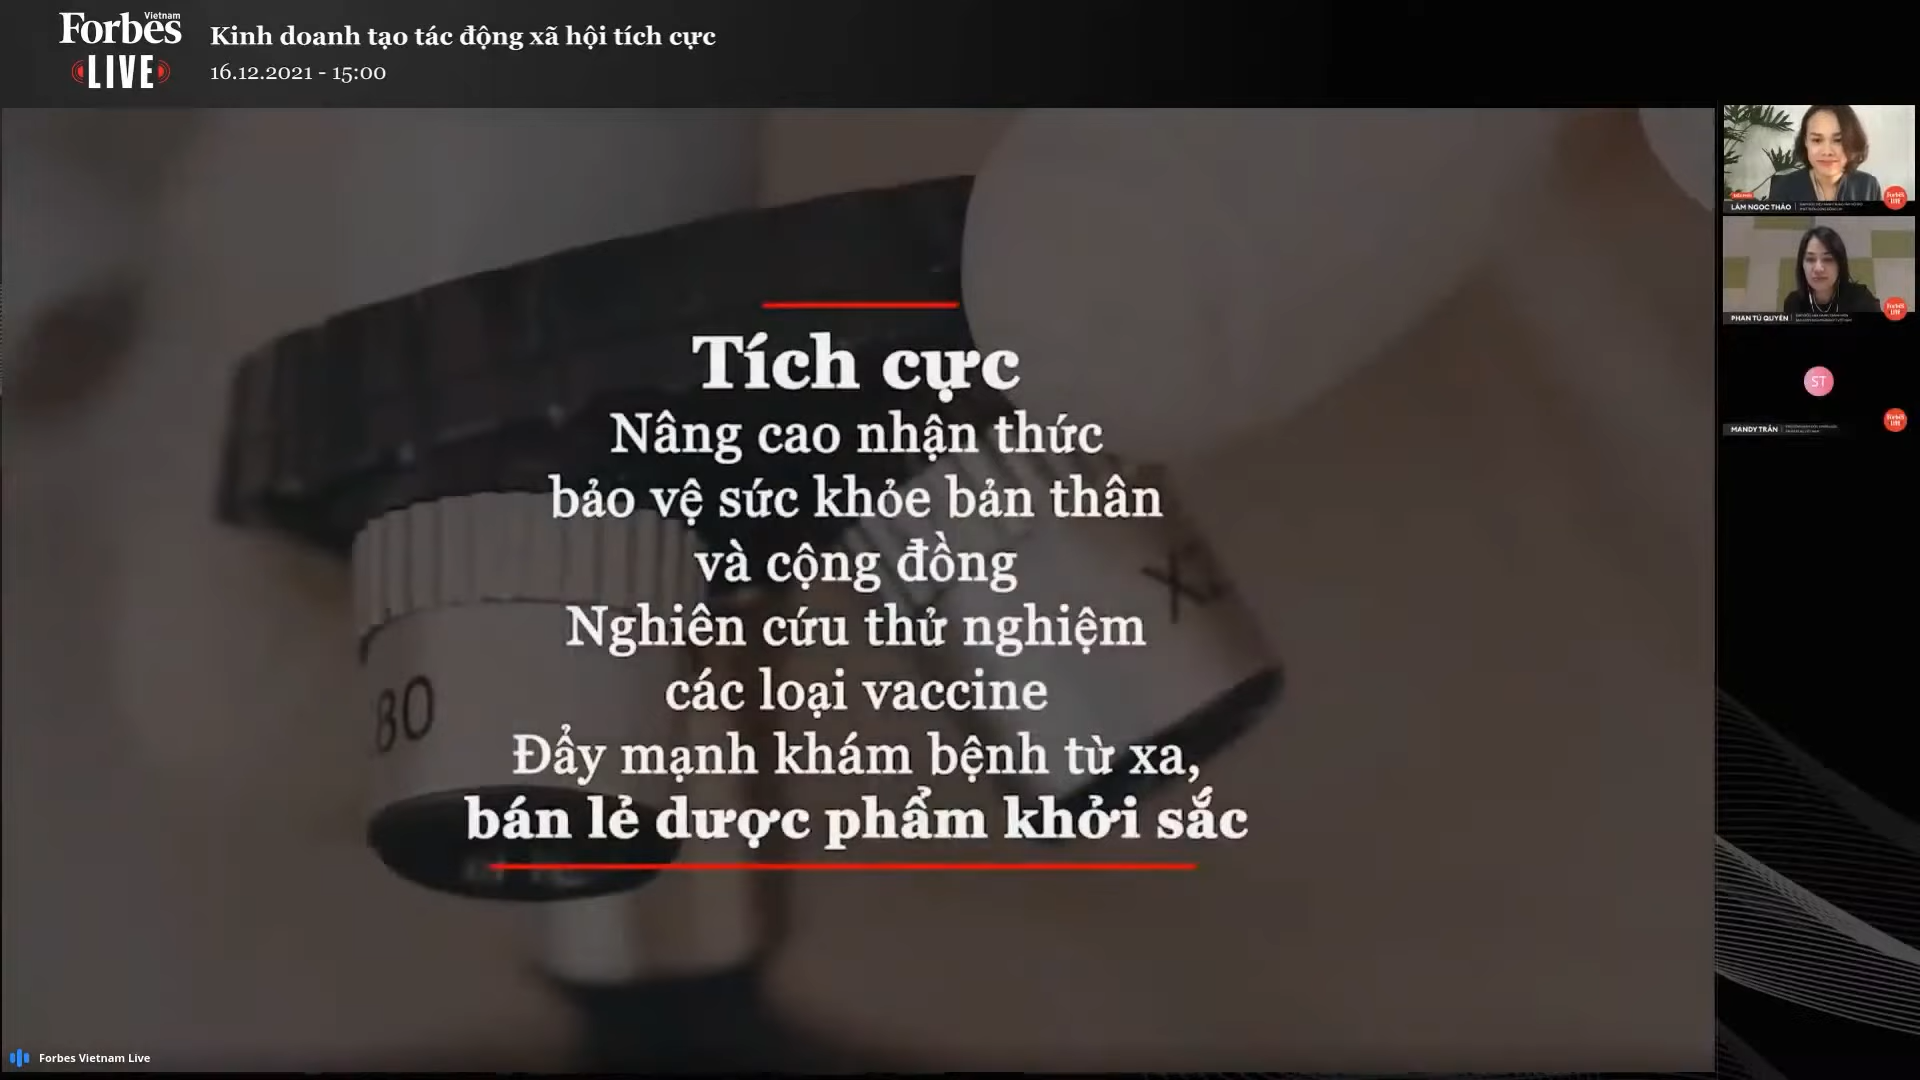 Forbes Vietnam
LIVE
Kinh doanh tạo tác động xã hội tích cực
16.12.2021 - 15:00
Tích cực
Nâng cao nhận thức
bảo vệ sức khỏe bản thân
và cộng đồng
Nghiên cứu thử nghiệm
các loại vaccine
Đẩy mạnh khám bệnh từ xa,
bán lẻ dược phẩm khởi sắc
80
LÂM NGỌC THẢO
PHAN TÚ QUYÊN
ST
MANDY TRẦN
Forbes Vietnam Live